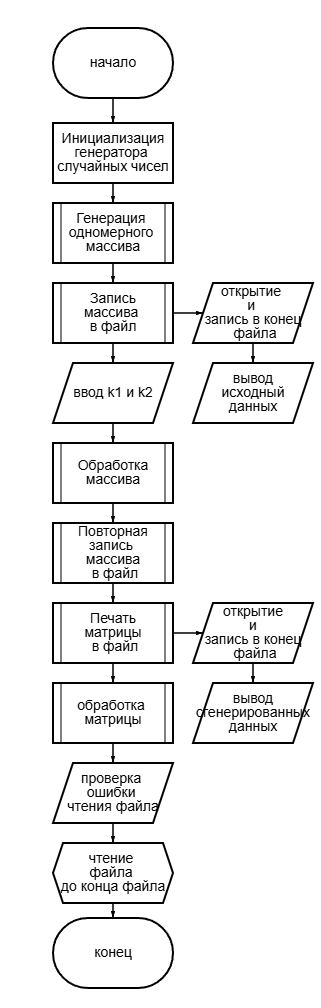 начало
Инициализация
генератора
случайных чисел
Генерация
одномерного
массива
Запись
массива
в файл
открытие
и
запись в конец
файла
ввод k1 и k2
вывод
исходный
данных
Обработка
массива
Повторная
запись
массива
в файл
Печать
матрицы
в файл
открытие
и
запись в конец
файла
обработка
матрицы
вывод
сгенерированных
данных
проверка
ошибки
чтения файла
чтение
файла
до конца файла
конец